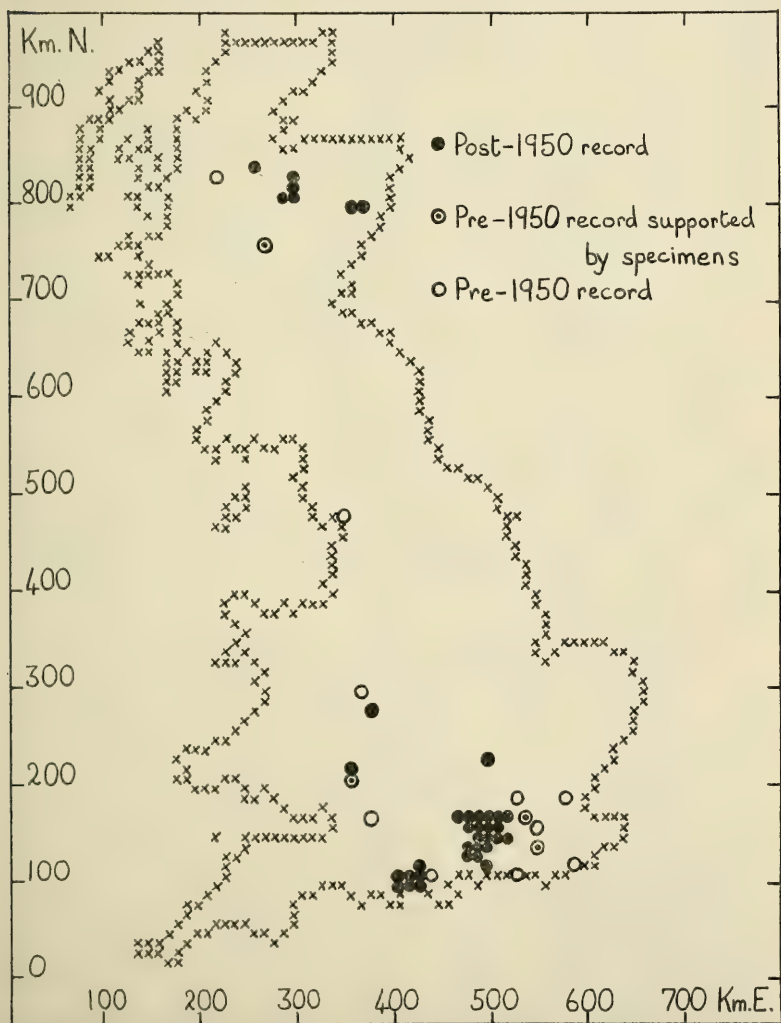 Km. N.
900
800
700
600
500
400
300
200
100
0
Post-1950 record
Pre-1950 record supported
by specimens
Pre-1950 record
100 200 300 400 500 600 700 Km.E.